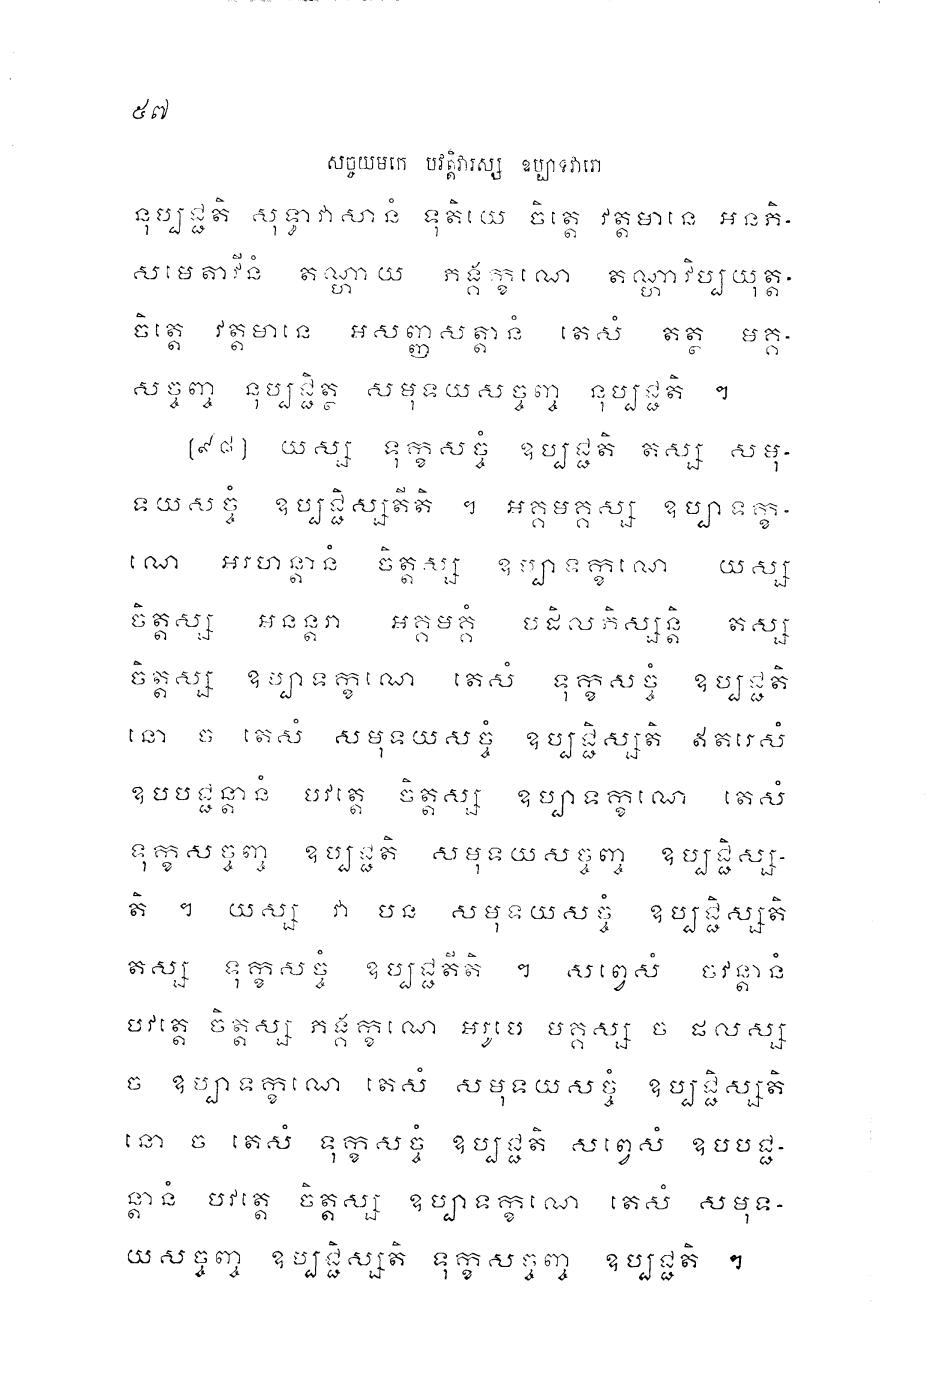 ៥៧
សច្ចយមកេ បវត្តិវារស្ស ឧប្បាទវារោ
នុប្បជ្ជតិ សុទ្ធាវាសានំ ទុតិយេ ចិត្តេ វត្តមានេ អនភិ-
សមេតាវីនំ តណ្ហាយ ភង្គក្ខណេ តណ្ហាវិប្បយុត្ត-
ចិត្តេ វត្តមានេ អសញ្ញសត្តានំ តេសំ តត្ថ មគ្គ-
សច្ចញ្ច នុប្បជ្ជិត្ថ សមុទយសច្ចញ្ច នុប្បជ្ជតិ ។
[៩៨] យស្ស ទុក្ខសច្ចំ ឧប្បជ្ជតិ តស្ស សមុ-
ទយសច្ចំ ឧប្បជ្ជិស្សតីតិ ។ អគ្គមគ្គស្ស ឧប្បាទក្ខ-
ណេ អរហន្តានំ ចិត្តស្ស ឧប្បាទក្ខណេ យស្ស
ចិត្តស្ស អនន្តរា អគ្គមគ្គំ បដិលភិស្សន្តិ តស្ស
ចិត្តស្ស ឧប្បាទក្ខណេ តេសំ ទុក្ខសច្ចំ ឧប្បជ្ជតិ
នោ ច តេសំ សមុទយសច្ចំ ឧប្បជ្ជិស្សតិ ឥតរេសំ
ឧបបជ្ជន្តានំ បវត្តេ ចិត្តស្ស ឧប្បាទក្ខណេ តេសំ
ទុក្ខសច្ចញ្ច ឧប្បជ្ជតិ សមុទយសច្ចញ្ច ឧប្បជ្ជិស្ស-
តិ ។ យស្ស វា បន សមុទយសច្ចំ ឧប្បជ្ជិស្សតិ
តស្ស ទុក្ខសច្ចំ ឧប្បជ្ជតីតិ ។ សព្វេសំ ចវន្តានំ
បវត្តេ ចិត្តស្ស ភង្គក្ខណេ អរូបេ មគ្គស្ស ច ផលស្ស
ច ឧប្បាទក្ខណេ តេសំ សមុទយសច្ចំ ឧប្បជ្ជិស្សតិ
នោ ច តេសំ ទុក្ខសច្ចំ ឧប្បជ្ជតិ សព្វេសំ ឧបបជ្ជ-
ន្តានំ បវត្តេ ចិត្តស្ស ឧប្បាទក្ខណេ តេសំ សមុទ-
យសច្ចញ្ច ឧប្បជ្ជិស្សតិ ទុក្ខសច្ចញ្ច ឧប្បជ្ជតិ ។